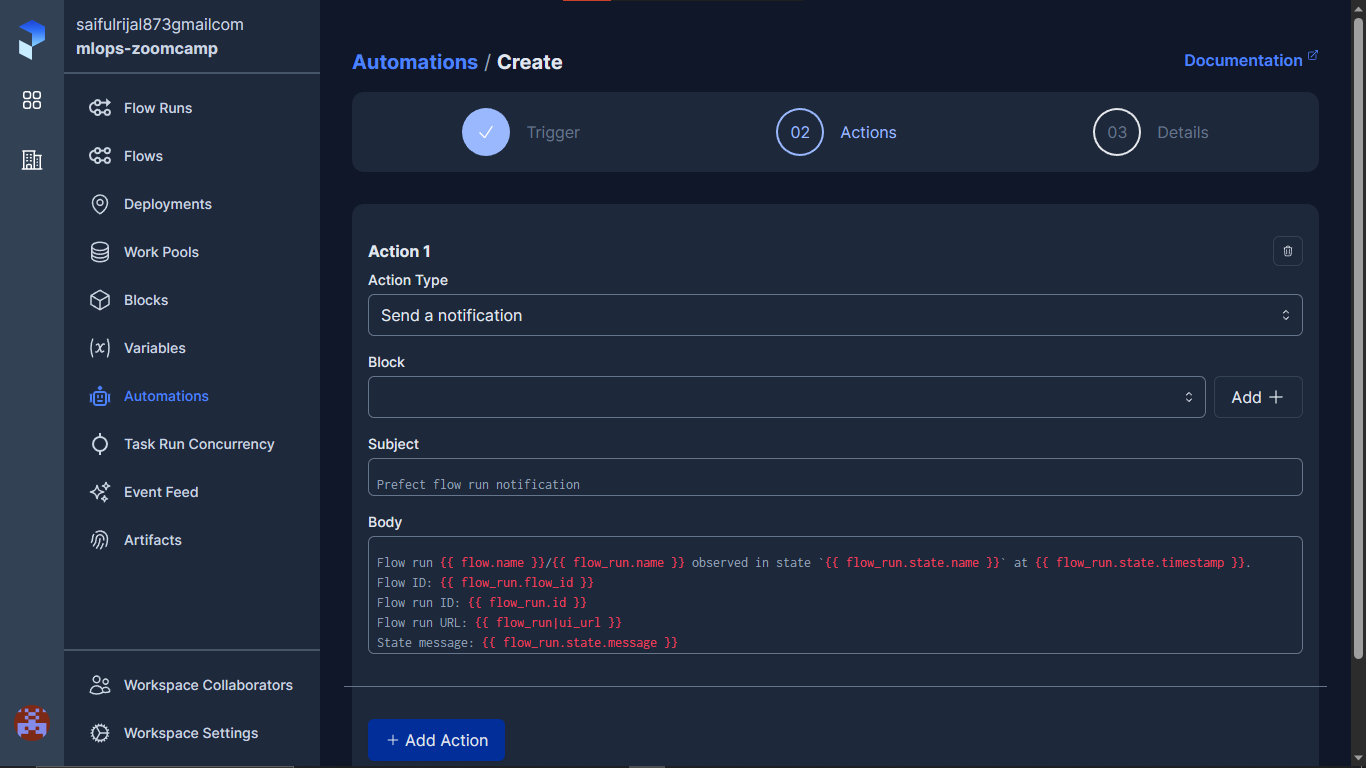 saifulrijal873gmailcom
mlops-zoomcamp
Flow Runs
Flows
Deployments
Work Pools
Blocks
(x) Variables
Automations
Task Run Concurrency
Event Feed
Artifacts
Workspace Collaborators
Workspace Settings
Automations / Create
Documentation
Trigger
02 Actions
03 Details
Action 1
Action Type
Send a notification
Block
Add +
Subject
Prefect flow run notification
Body
Flow run {{ flow.name }}/{{ flow_run.name }} observed in state `{{ flow_run.state.name }}` at {{ flow_run.state.timestamp }}.
Flow ID: {{ flow_run.flow_id }}
Flow run ID: {{ flow_run.id }}
Flow run URL: {{ flow_run|ui_url }}
State message: {{ flow_run.state.message }}
+ Add Action